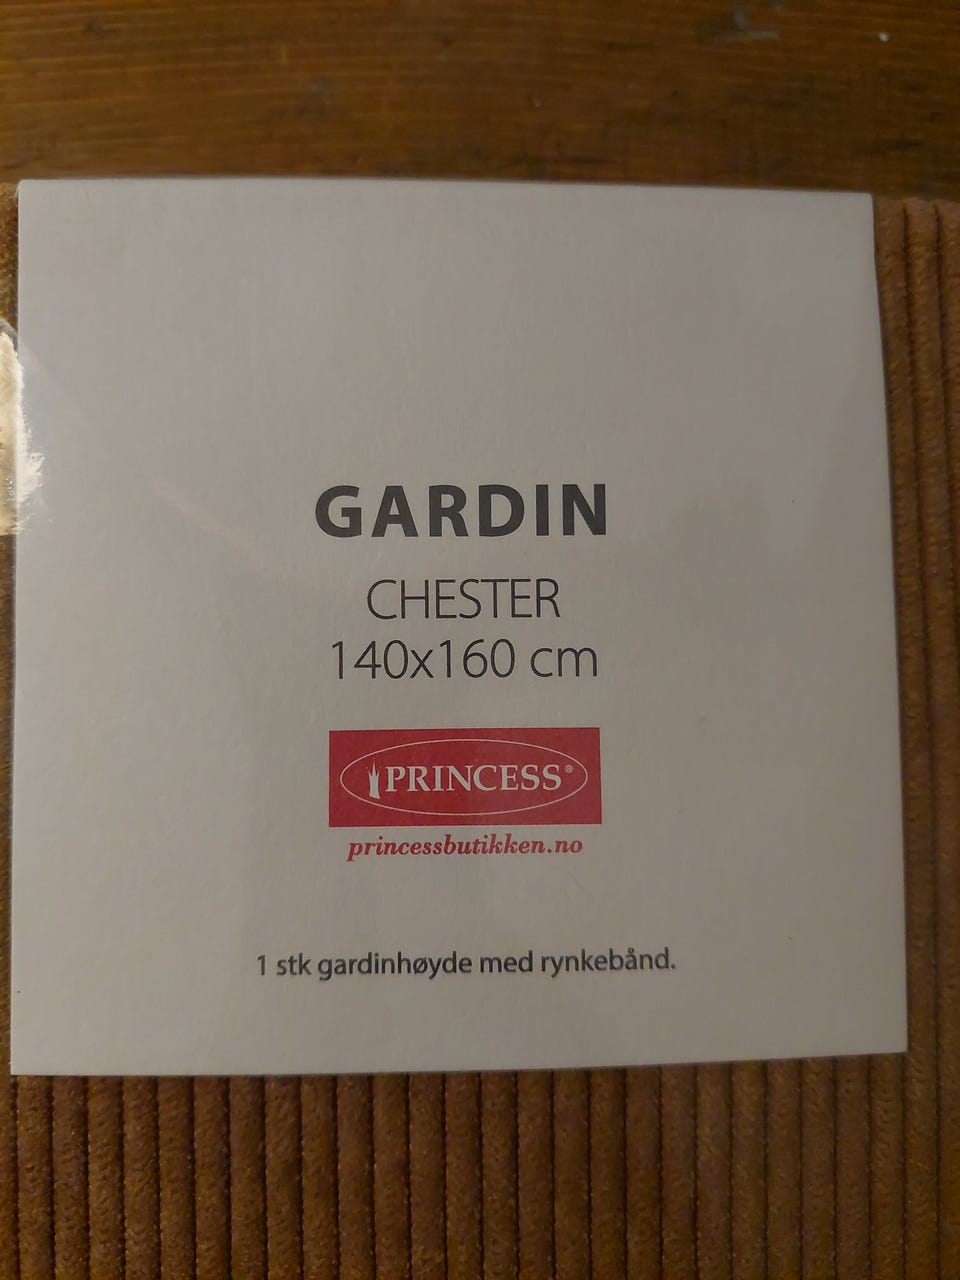 GARDIN
CHESTER
140x160 cm
PRINCESS®
princessbutikken.no
1 stk gardinhøyde med rynkebånd.